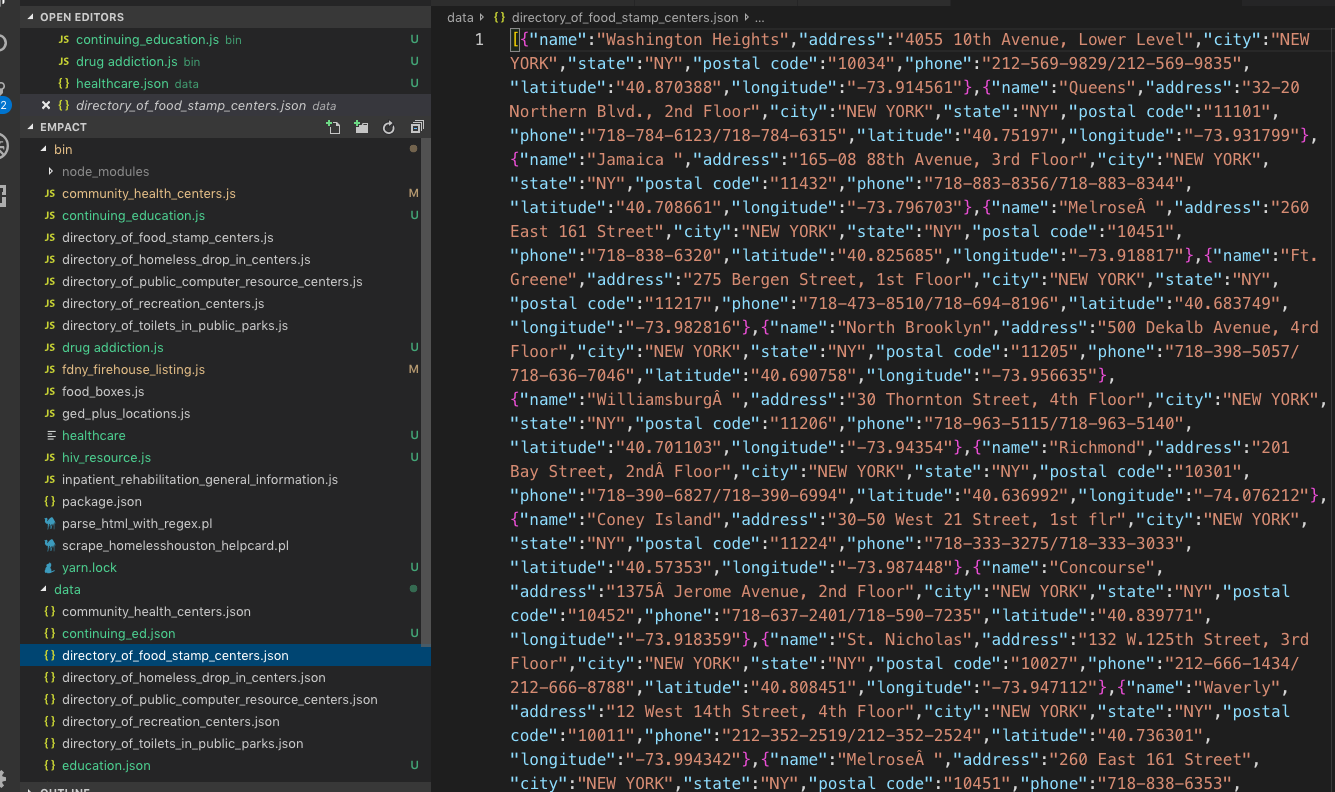 OPEN EDITORS
JS continuing_education.js bin U
JS drug addiction.js bin U
{} healthcare.json data U
{} directory_of_food_stamp_centers.json data
EMPACT
bin
node_modules
JS community_health_centers.js M
JS continuing_education.js U
JS directory_of_food_stamp_centers.js
JS directory_of_homeless_drop_in_centers.js
JS directory_of_public_computer_resource_centers.js
JS directory_of_recreation_centers.js
JS directory_of_toilets_in_public_parks.js
JS drug addiction.js U
JS fdny_firehouse_listing.js M
JS food_boxes.js
JS ged_plus_locations.js
healthcare U
JS hiv_resource.js U
JS inpatient_rehabilitation_general_information.js
{} package.json
parse_html_with_regex.pl
scrape_homelesshouston_helpcard.pl
yarn.lock U
data
{} community_health_centers.json
{} continuing_ed.json U
{} directory_of_food_stamp_centers.json
{} directory_of_homeless_drop_in_centers.json
{} directory_of_public_computer_resource_centers.json
{} directory_of_recreation_centers.json
{} directory_of_toilets_in_public_parks.json
{} education.json U
2
data {} directory_of_food_stamp_centers.json ...
1
[{"name":"Washington Heights","address":"4055 10th Avenue, Lower Level","city":"NEW
YORK","state":"NY","postal code":"10034","phone":"212-569-9829/212-569-9835",
"latitude":"40.870388","longitude":"-73.914561"},{"name":"Queens","address":"32-20
Northern Blvd., 2nd Floor","city":"NEW YORK","state":"NY","postal code":"11101",
"phone":"718-784-6123/718-784-6315","latitude":"40.75197","longitude":"-73.931799"},
{"name":"Jamaica ","address":"165-08 88th Avenue, 3rd Floor","city":"NEW YORK",
"state":"NY","postal code":"11432","phone":"718-883-8356/718-883-8344",
"latitude":"40.708661","longitude":"-73.796703"},{"name":"MelroseÂ ","address":"260
East 161 Street","city":"NEW YORK","state":"NY","postal code":"10451",
"phone":"718-838-6320","latitude":"40.825685","longitude":"-73.918817"},{"name":"Ft.
Greene","address":"275 Bergen Street, 1st Floor","city":"NEW YORK","state":"NY",
"postal code":"11217","phone":"718-473-8510/718-694-8196","latitude":"40.683749",
"longitude":"-73.982816"},{"name":"North Brooklyn","address":"500 Dekalb Avenue, 4rd
Floor","city":"NEW YORK","state":"NY","postal code":"11205","phone":"718-398-5057/
718-636-7046","latitude":"40.690758","longitude":"-73.956635"},
{"name":"WilliamsburgÂ ","address":"30 Thornton Street, 4th Floor","city":"NEW YORK",
"state":"NY","postal code":"11206","phone":"718-963-5115/718-963-5140",
"latitude":"40.701103","longitude":"-73.94354"},{"name":"Richmond","address":"201
Bay Street, 2ndÂ Floor","city":"NEW YORK","state":"NY","postal code":"10301",
"phone":"718-390-6827/718-390-6994","latitude":"40.636992","longitude":"-74.076212"},
{"name":"Coney Island","address":"30-50 West 21 Street, 1st flr","city":"NEW YORK",
"state":"NY","postal code":"11224","phone":"718-333-3275/718-333-3033",
"latitude":"40.57353","longitude":"-73.987448"},{"name":"Concourse",
"address":"1375Â Jerome Avenue, 2nd Floor","city":"NEW YORK","state":"NY","postal
code":"10452","phone":"718-637-2401/718-590-7235","latitude":"40.839771",
"longitude":"-73.918359"},{"name":"St. Nicholas","address":"132 W.125th Street, 3rd
Floor","city":"NEW YORK","state":"NY","postal code":"10027","phone":"212-666-1434/
212-666-8788","latitude":"40.808451","longitude":"-73.947112"},{"name":"Waverly",
"address":"12 West 14th Street, 4th Floor","city":"NEW YORK","state":"NY","postal
code":"10011","phone":"212-352-2519/212-352-2524","latitude":"40.736301",
"longitude":"-73.994342"},{"name":"MelroseÂ ","address":"260 East 161 Street",
"city":"NEW YORK","state":"NY","postal code":"10451","phone":"718-838-6353",